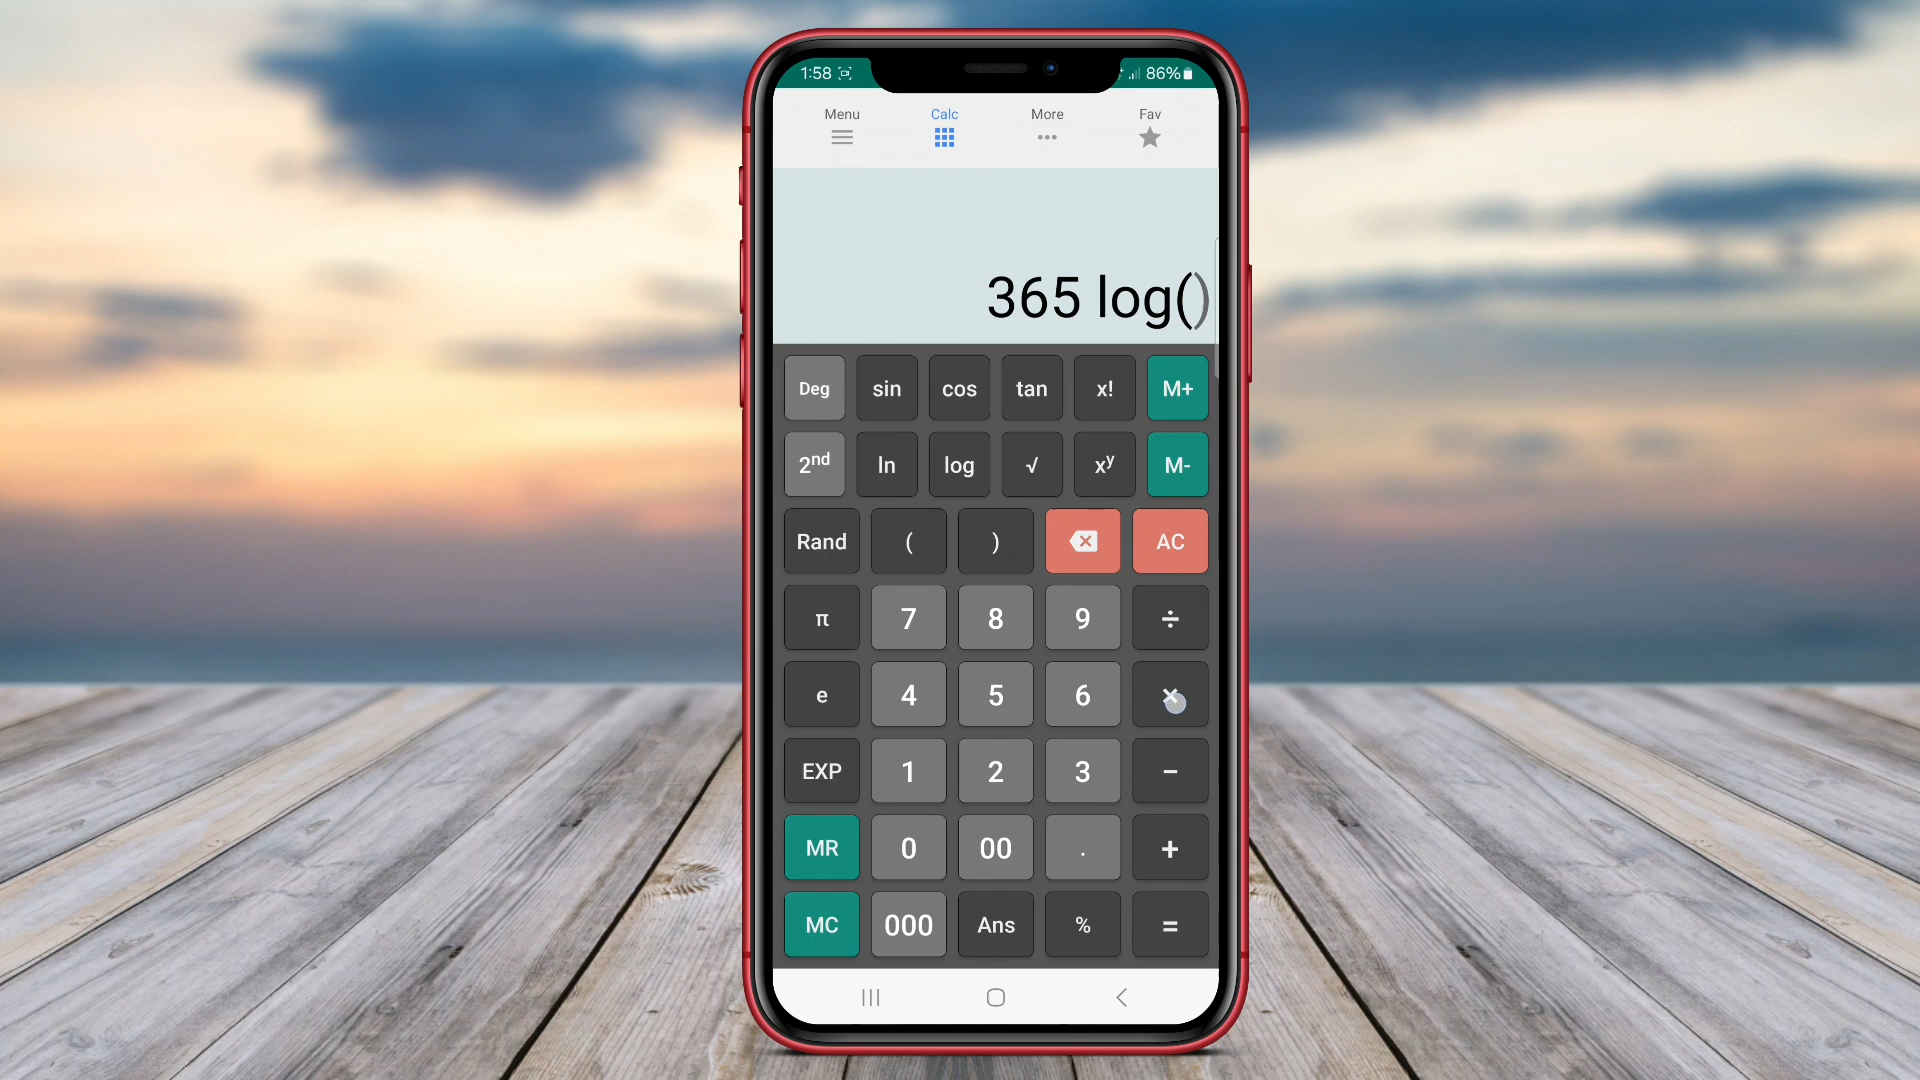 1:58 86%
Menu Calc More Fav
365 log()
Deg sin cos tan x! M+
2nd ln log √ xʸ M-
Rand ( ) AC
π 7 8 9 ÷
e 4 5 6 ×
EXP 1 2 3 −
MR 0 00 . +
MC 000 Ans % =